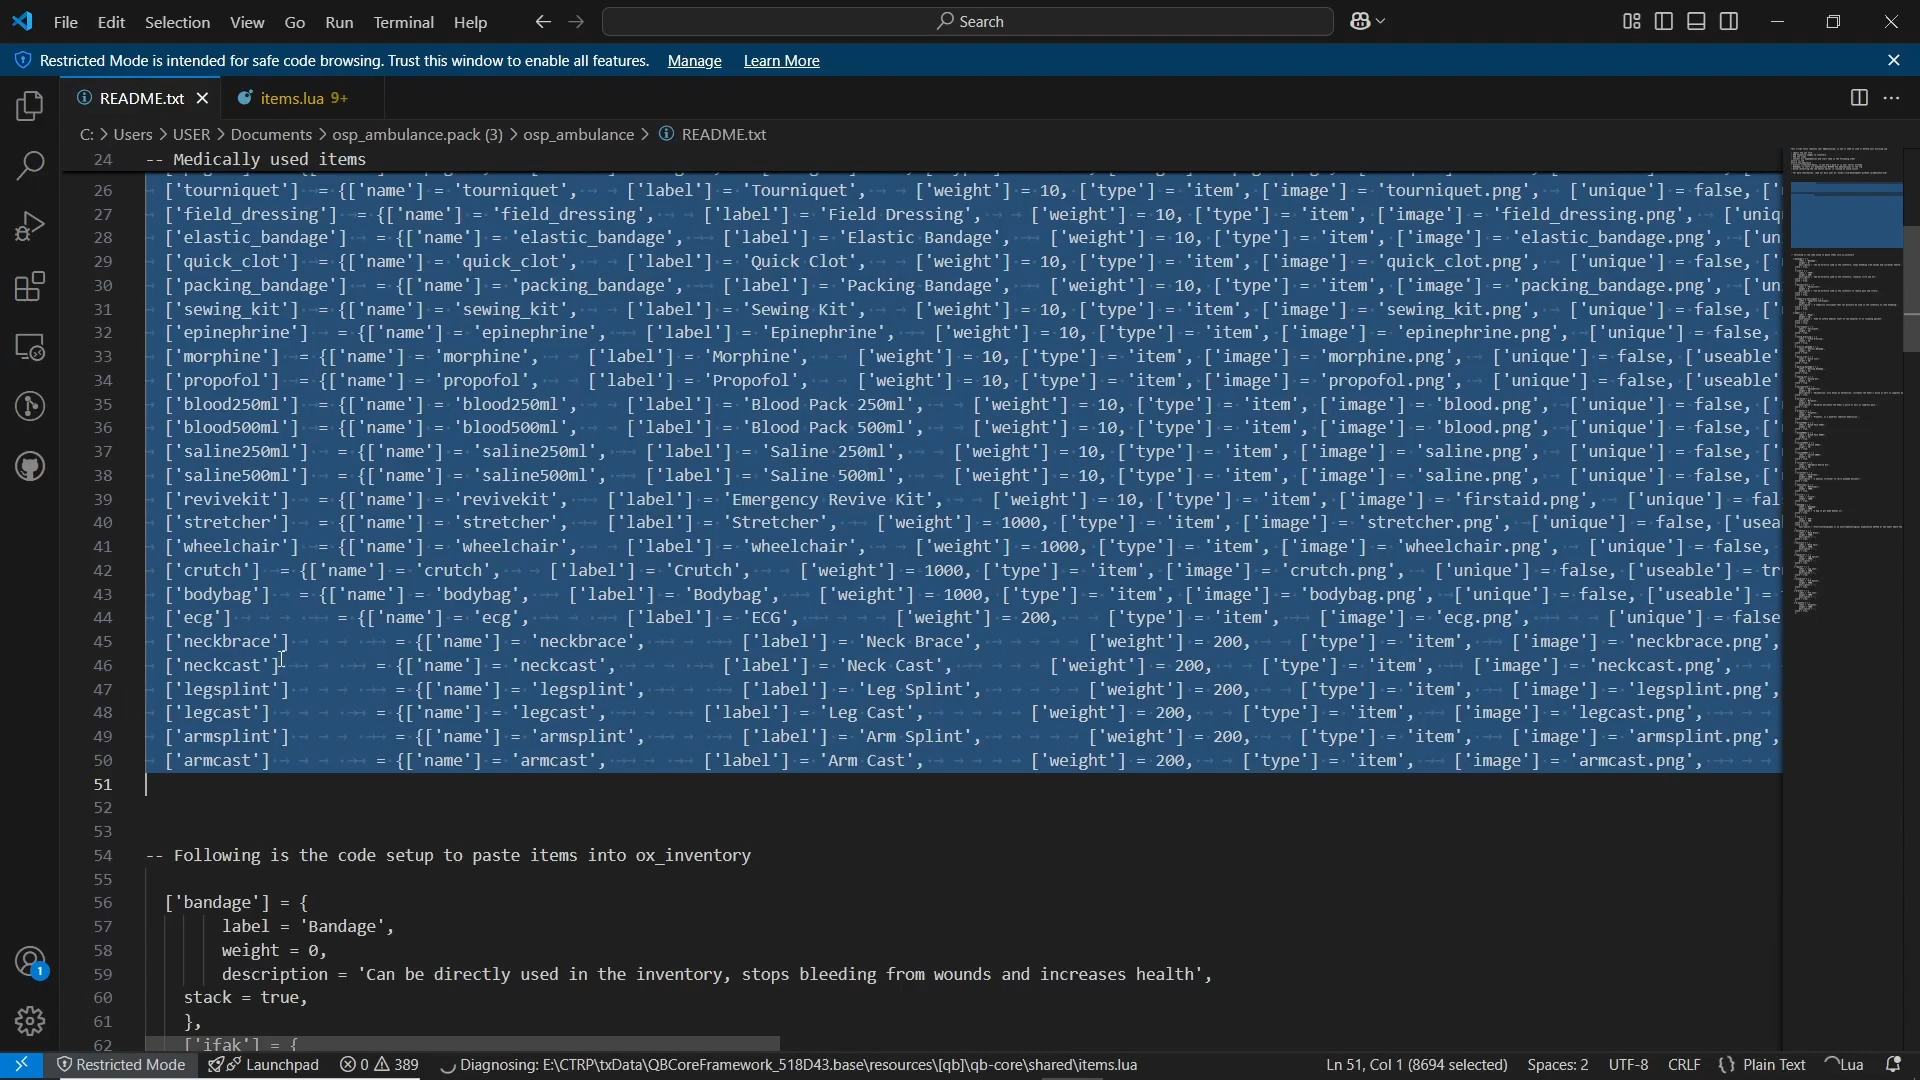 File Edit Selection View Go Run Terminal Help Search
Restricted Mode is intended for safe code browsing. Trust this window to enable all features. Manage Learn More
README.txt items.lua 9+
C: > Users > USER > Documents > osp_ambulance.pack (3) > osp_ambulance > README.txt
24 -- Medically used items
26 ['tourniquet'] = {['name'] = 'tourniquet', ['label'] = 'Tourniquet', ['weight'] = 10, ['type'] = 'item', ['image'] = 'tourniquet.png', ['unique'] = false, ['
27 ['field_dressing'] = {['name'] = 'field_dressing', ['label'] = 'Field Dressing', ['weight'] = 10, ['type'] = 'item', ['image'] = 'field_dressing.png', ['uniq
28 ['elastic_bandage'] = {['name'] = 'elastic_bandage', ['label'] = 'Elastic Bandage', ['weight'] = 10, ['type'] = 'item', ['image'] = 'elastic_bandage.png', ['un
29 ['quick_clot'] = {['name'] = 'quick_clot', ['label'] = 'Quick Clot', ['weight'] = 10, ['type'] = 'item', ['image'] = 'quick_clot.png', ['unique'] = false, ['
30 ['packing_bandage'] = {['name'] = 'packing_bandage', ['label'] = 'Packing Bandage', ['weight'] = 10, ['type'] = 'item', ['image'] = 'packing_bandage.png', ['un
31 ['sewing_kit'] = {['name'] = 'sewing_kit', ['label'] = 'Sewing Kit', ['weight'] = 10, ['type'] = 'item', ['image'] = 'sewing_kit.png', ['unique'] = false, ['
32 ['epinephrine'] = {['name'] = 'epinephrine', ['label'] = 'Epinephrine', ['weight'] = 10, ['type'] = 'item', ['image'] = 'epinephrine.png', ['unique'] = false,
33 ['morphine'] = {['name'] = 'morphine', ['label'] = 'Morphine', ['weight'] = 10, ['type'] = 'item', ['image'] = 'morphine.png', ['unique'] = false, ['useable'
34 ['propofol'] = {['name'] = 'propofol', ['label'] = 'Propofol', ['weight'] = 10, ['type'] = 'item', ['image'] = 'propofol.png', ['unique'] = false, ['useable'
35 ['blood250ml'] = {['name'] = 'blood250ml', ['label'] = 'Blood Pack 250ml', ['weight'] = 10, ['type'] = 'item', ['image'] = 'blood.png', ['unique'] = false, ['
36 ['blood500ml'] = {['name'] = 'blood500ml', ['label'] = 'Blood Pack 500ml', ['weight'] = 10, ['type'] = 'item', ['image'] = 'blood.png', ['unique'] = false, ['
37 ['saline250ml'] = {['name'] = 'saline250ml', ['label'] = 'Saline 250ml', ['weight'] = 10, ['type'] = 'item', ['image'] = 'saline.png', ['unique'] = false, ['
38 ['saline500ml'] = {['name'] = 'saline500ml', ['label'] = 'Saline 500ml', ['weight'] = 10, ['type'] = 'item', ['image'] = 'saline.png', ['unique'] = false, ['
39 ['revivekit'] = {['name'] = 'revivekit', ['label'] = 'Emergency Revive Kit', ['weight'] = 10, ['type'] = 'item', ['image'] = 'firstaid.png', ['unique'] = fal
40 ['stretcher'] = {['name'] = 'stretcher', ['label'] = 'Stretcher', ['weight'] = 1000, ['type'] = 'item', ['image'] = 'stretcher.png', ['unique'] = false, ['usea
41 ['wheelchair'] = {['name'] = 'wheelchair', ['label'] = 'wheelchair', ['weight'] = 1000, ['type'] = 'item', ['image'] = 'wheelchair.png', ['unique'] = false,
42 ['crutch'] = {['name'] = 'crutch', ['label'] = 'Crutch', ['weight'] = 1000, ['type'] = 'item', ['image'] = 'crutch.png', ['unique'] = false, ['useable'] = tr
43 ['bodybag'] = {['name'] = 'bodybag', ['label'] = 'Bodybag', ['weight'] = 1000, ['type'] = 'item', ['image'] = 'bodybag.png', ['unique'] = false, ['useable'] =
44 ['ecg'] = {['name'] = 'ecg', ['label'] = 'ECG', ['weight'] = 200, ['type'] = 'item', ['image'] = 'ecg.png', ['unique'] = false
45 ['neckbrace'] = {['name'] = 'neckbrace', ['label'] = 'Neck Brace', ['weight'] = 200, ['type'] = 'item', ['image'] = 'neckbrace.png',
46 ['neckcast'] = {['name'] = 'neckcast', ['label'] = 'Neck Cast', ['weight'] = 200, ['type'] = 'item', ['image'] = 'neckcast.png',
47 ['legsplint'] = {['name'] = 'legsplint', ['label'] = 'Leg Splint', ['weight'] = 200, ['type'] = 'item', ['image'] = 'legsplint.png',
48 ['legcast'] = {['name'] = 'legcast', ['label'] = 'Leg Cast', ['weight'] = 200, ['type'] = 'item', ['image'] = 'legcast.png',
49 ['armsplint'] = {['name'] = 'armsplint', ['label'] = 'Arm Splint', ['weight'] = 200, ['type'] = 'item', ['image'] = 'armsplint.png',
50 ['armcast'] = {['name'] = 'armcast', ['label'] = 'Arm Cast', ['weight'] = 200, ['type'] = 'item', ['image'] = 'armcast.png',
51
52
53
54 -- Following is the code setup to paste items into ox_inventory
55
56 ['bandage'] = {
57 label = 'Bandage',
58 weight = 0,
59 description = 'Can be directly used in the inventory, stops bleeding from wounds and increases health',
60 stack = true,
61 },
62 ['ifak'] = {
1
Restricted Mode Launchpad 0 389 Diagnosing: E:\CTRP\txData\QBCoreFramework_518D43.base\resources\[qb]\qb-core\shared\items.lua Ln 51, Col 1 (8694 selected) Spaces: 2 UTF-8 CRLF {} Plain Text Lua